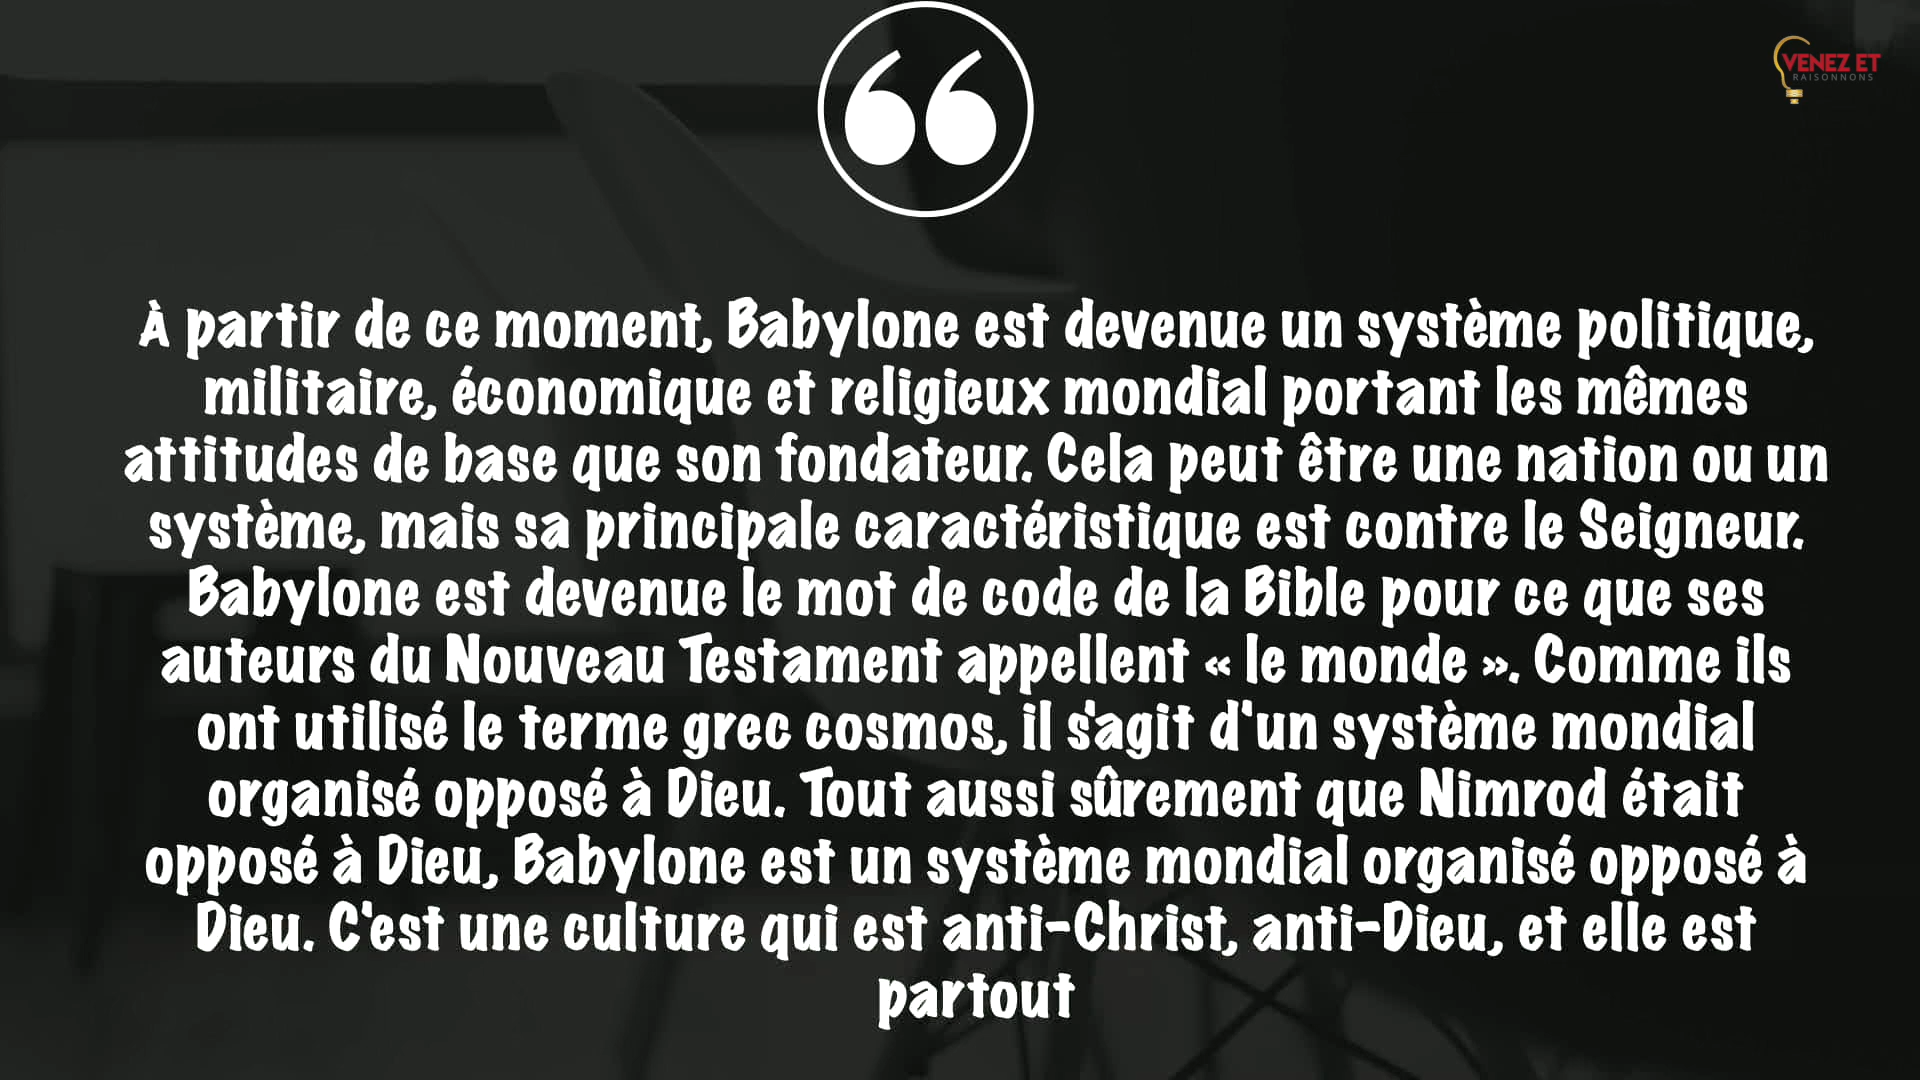 VENEZ ET
RAISONNONS
À partir de ce moment, Babylone est devenue un système politique,
militaire, économique et religieux mondial portant les mêmes
attitudes de base que son fondateur. Cela peut être une nation ou un
système, mais sa principale caractéristique est contre le Seigneur.
Babylone est devenue le mot de code de la Bible pour ce que ses
auteurs du Nouveau Testament appellent « le monde ». Comme ils
ont utilisé le terme grec cosmos, il s'agit d'un système mondial
organisé opposé à Dieu. Tout aussi sûrement que Nimrod était
opposé à Dieu, Babylone est un système mondial organisé opposé à
Dieu. C'est une culture qui est anti-Christ, anti-Dieu, et elle est
partout